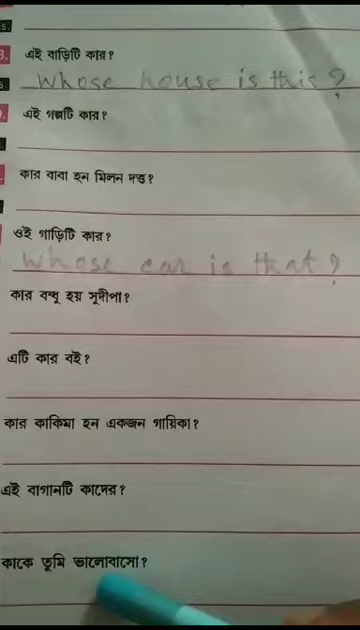 ৪. এই বাড়িটি কার?
Whose house is this?
এই গল্পটি কার?
কার বাবা হন মিলন দত্ত?
ওই গাড়িটি কার?
Whose car is that?
কার বন্ধু হয় সুদীপা?
এটি কার বই?
কার কাকিমা হন একজন গায়িকা?
এই বাগানটি কাদের?
কাকে তুমি ভালোবাসো?